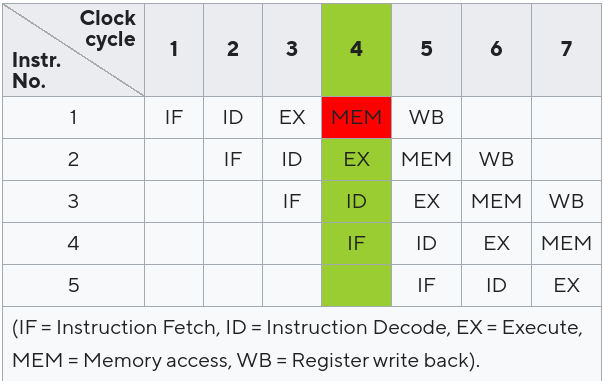 Clock cycle
Instr. No.
1 2 3 4 5 6 7
1 IF ID EX MEM WB
2 IF ID EX MEM WB
3 IF ID EX MEM WB
4 IF ID EX MEM
5 IF ID EX
(IF = Instruction Fetch, ID = Instruction Decode, EX = Execute,
MEM = Memory access, WB = Register write back).